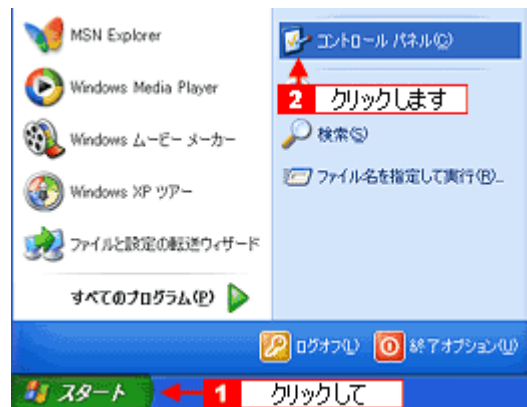 MSN Explorer
Windows Media Player
Windows ムービー メーカー
Windows XP ツアー
ファイルと設定の転送ウィザード
すべてのプログラム(P)
コントロール パネル(C)
2 クリックします
検索(S)
ファイル名を指定して実行(R)...
ログオフ(L)
終了オプション(U)
スタート
1 クリックして